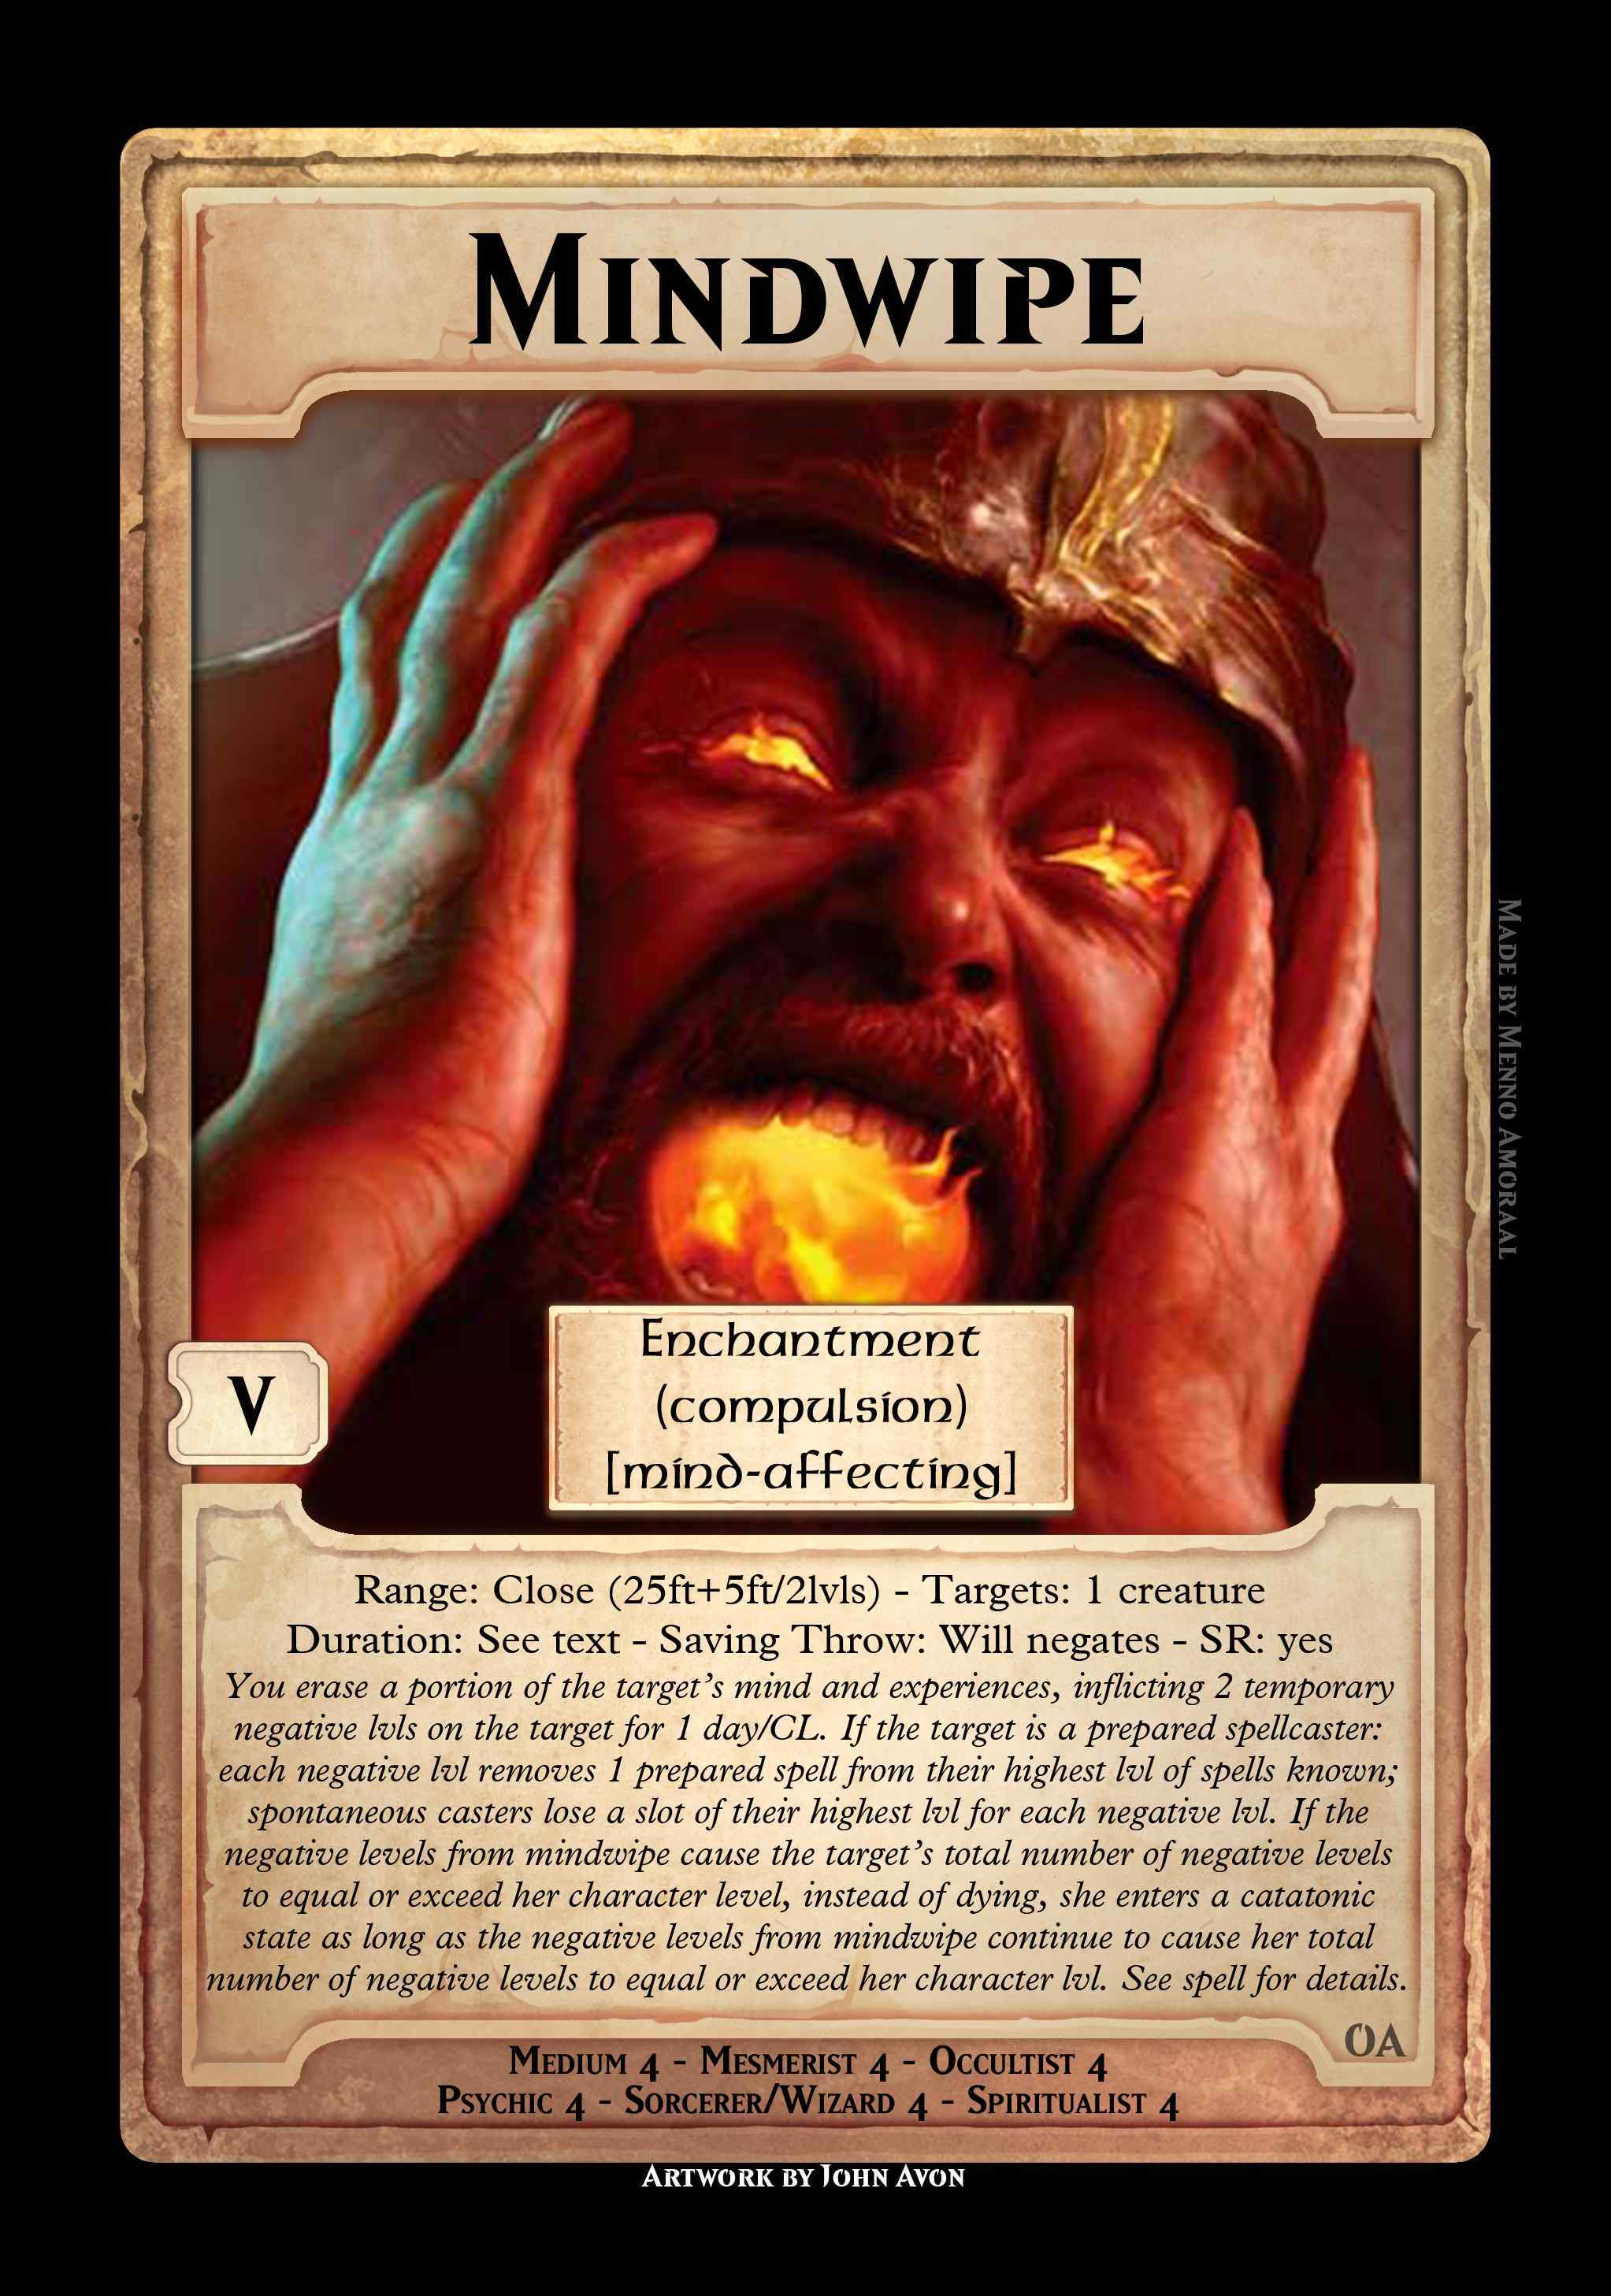 Mindwipe
Made by Menno Amoraal
V
Enchantment
(compulsion)
[mind-affecting]
Range: Close (25ft+5ft/2lvls) - Targets: 1 creature
Duration: See text - Saving Throw: Will negates - SR: yes
You erase a portion of the target's mind and experiences, inflicting 2 temporary
negative lvls on the target for 1 day/CL. If the target is a prepared spellcaster:
each negative lvl removes 1 prepared spell from their highest lvl of spells known;
spontaneous casters lose a slot of their highest lvl for each negative lvl. If the
negative levels from mindwipe cause the target's total number of negative levels
to equal or exceed her character level, instead of dying, she enters a catatonic
state as long as the negative levels from mindwipe continue to cause her total
number of negative levels to equal or exceed her character lvl. See spell for details.
OA
Medium 4 - Mesmerist 4 - Occultist 4
Psychic 4 - Sorcerer/Wizard 4 - Spiritualist 4
Artwork by John Avon